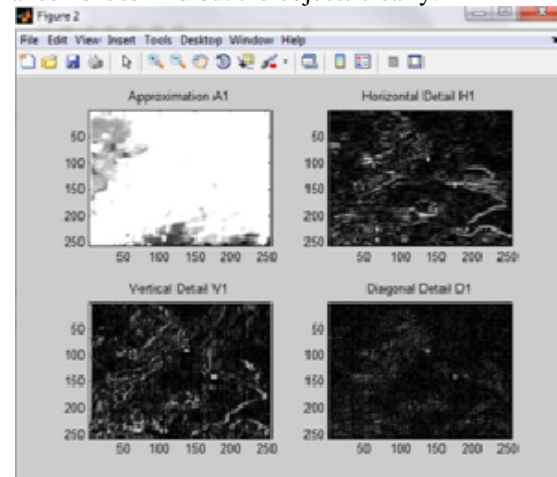 Figure 2
File Edit View Insert Tools Desktop Window Help
Approximation A1
Horizontal Detail H1
50
100
150
200
250
50 100 150 200 250
50
100
150
200
250
50 100 150 200 250
Vertical Detail V1
Diagonal Detail D1
50
100
150
200
250
50 100 150 200 250
50
100
150
200
250
50 100 150 200 250